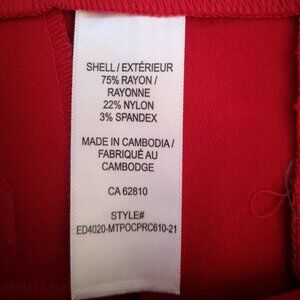 SHELL / EXTÉRIEUR
75% RAYON /
RAYONNE
22% NYLON
3% SPANDEX
MADE IN CAMBODIA /
FABRIQUÉ AU
CAMBODGE
CA 62810
STYLE#
ED4020-MTPOCPRC610-21